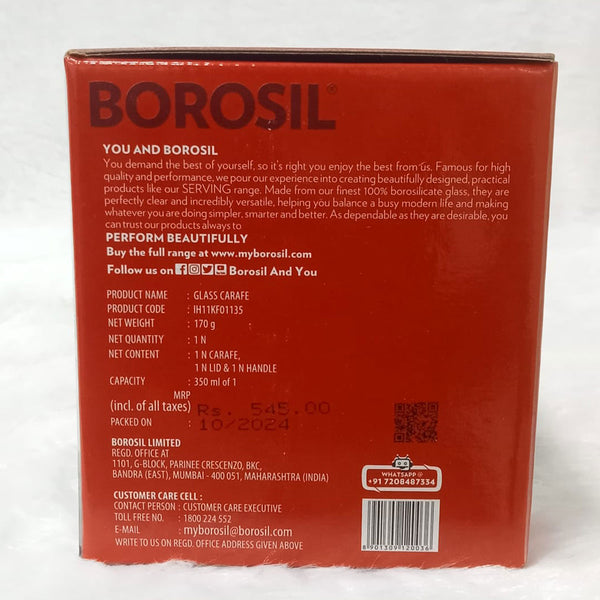 BOROSIL®
YOU AND BOROSIL
You demand the best of yourself, so it's right you enjoy the best from us. Famous for high
quality and performance, we pour our experience into creating beautifully designed, practical
products like our SERVING range. Made from our finest 100% borosilicate glass, they are
perfectly clear and incredibly versatile, helping you balance a busy modern life and making
whatever you are doing simpler, smarter and better. As dependable as they are desirable, you
can trust our products always to
PERFORM BEAUTIFULLY
Buy the full range at www.myborosil.com
Follow us on Borosil And You
PRODUCT NAME : GLASS CARAFE
PRODUCT CODE : IH11KF01135
NET WEIGHT : 170 g
NET QUANTITY : 1 N
NET CONTENT : 1 N CARAFE,
1 N LID & 1 N HANDLE
CAPACITY : 350 ml of 1
MRP
(incl. of all taxes) : Rs. 545.00
PACKED ON : 10/2024
BOROSIL LIMITED
REGD. OFFICE AT
1101, G-BLOCK, PARINEE CRESCENZO, BKC,
BANDRA (EAST), MUMBAI - 400 051, MAHARASHTRA (INDIA)
CUSTOMER CARE CELL :
CONTACT PERSON : CUSTOMER CARE EXECUTIVE
TOLL FREE NO. : 1800 224 552
E-MAIL : myborosil@borosil.com
WRITE TO US ON REGD. OFFICE ADDRESS GIVEN ABOVE
WHATSAPP @
+91 7208487334
8 901309 120036